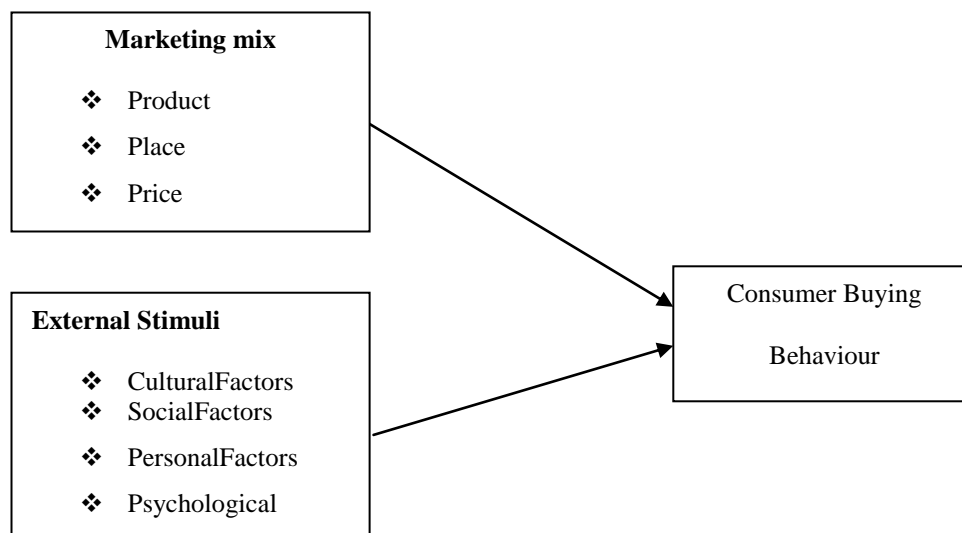 Marketing mix
❖ Product
❖ Place
❖ Price
External Stimuli
❖ CulturalFactors
❖ SocialFactors
❖ PersonalFactors
❖ Psychological
Consumer Buying
Behaviour